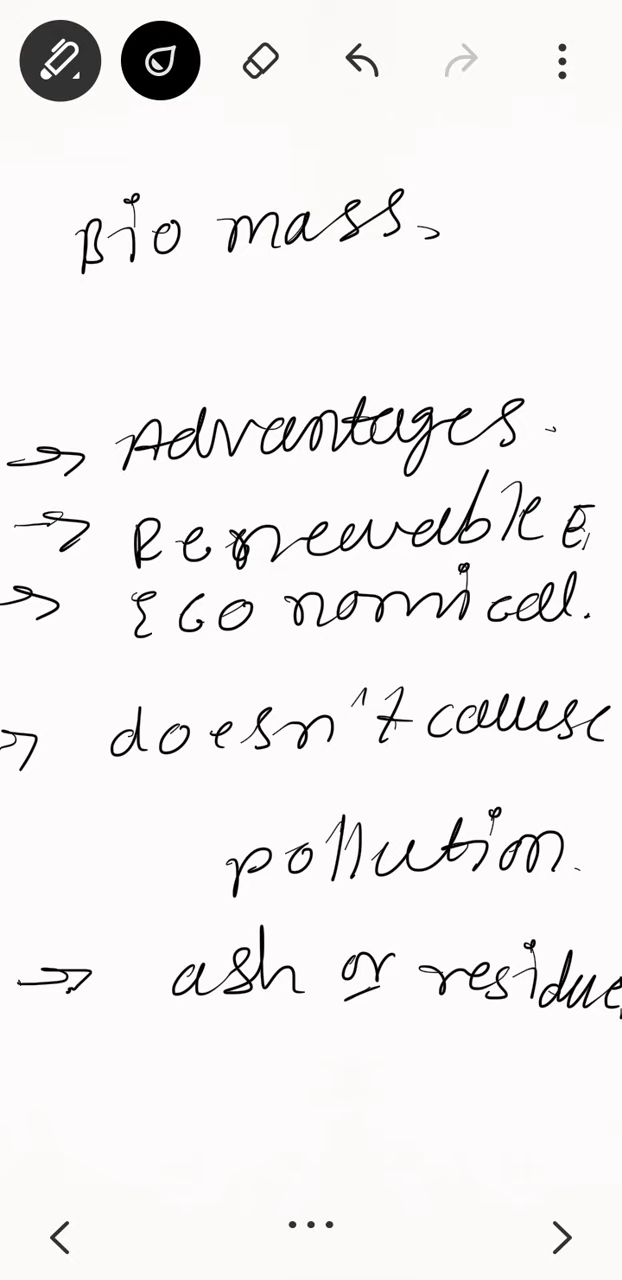 Bio mass.
→ Advantages.
→ Renewable E,
→ Economical.
→ doesn't cause
pollution.
→ ash or residue,